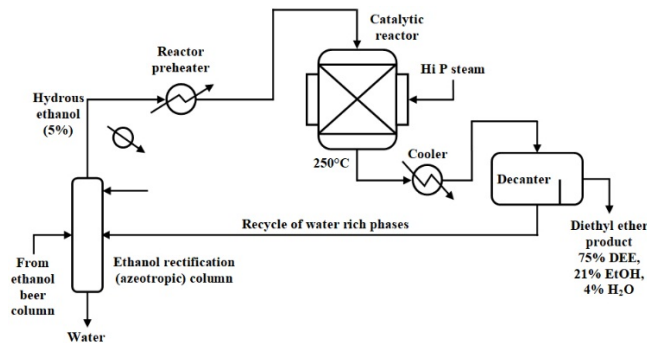 Catalytic
reactor
Reactor
preheater
Hi P steam
Hydrous
ethanol
(5%)
250°C
Cooler
Decanter
Recycle of water rich phases
Diethyl ether
product
75% DEE,
21% EtOH,
4% H₂O
From
ethanol
beer
column
Ethanol rectification
(azeotropic) column
Water